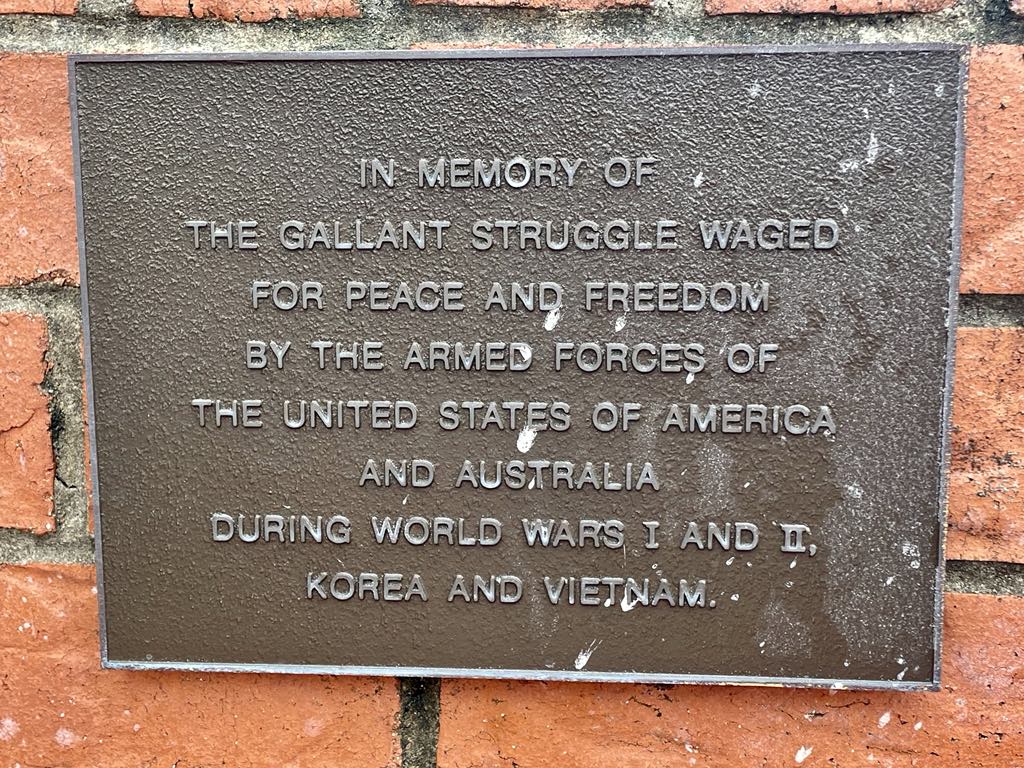 IN MEMORY OF
THE GALLANT STRUGGLE WAGED
FOR PEACE AND FREEDOM
BY THE ARMED FORCES OF
THE UNITED STATES OF AMERICA
AND AUSTRALIA
DURING WORLD WARS I AND II,
KOREA AND VIETNAM.